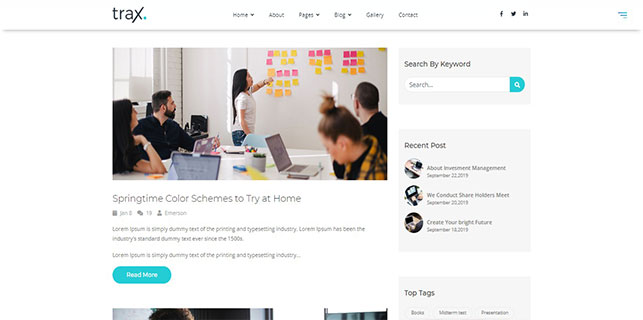 trax.
Home
About
Pages
Blog
Gallery
Contact
Springtime Color Schemes to Try at Home
Jan 8 19 Emerson
Lorem Ipsum is simply dummy text of the printing and typesetting industry. Lorem Ipsum has been the
industry's standard dummy text ever since the 1500s.
Lorem Ipsum is simply dummy text of the printing and typesetting industry...
Read More
Search By Keyword
Search...
Recent Post
About Invesment Management
September 22,2019
We Conduct Share Holders Meet
September 20,2019
Create Your bright Future
September 18,2019
Top Tags
Books
Midterm test
Presentation